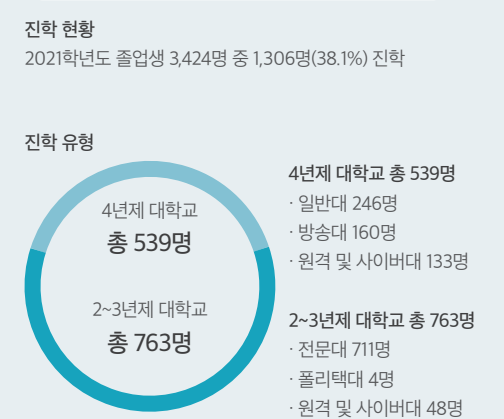 진학 현황
2021학년도 졸업생 3,424명 중 1,306명(38.1%) 진학
진학 유형
4년제 대학교
총 539명
2~3년제 대학교
총 763명
4년제 대학교 총 539명
· 일반대 246명
· 방송대 160명
· 원격 및 사이버대 133명
2~3년제 대학교 총 763명
· 전문대 711명
· 폴리택대 4명
· 원격 및 사이버대 48명